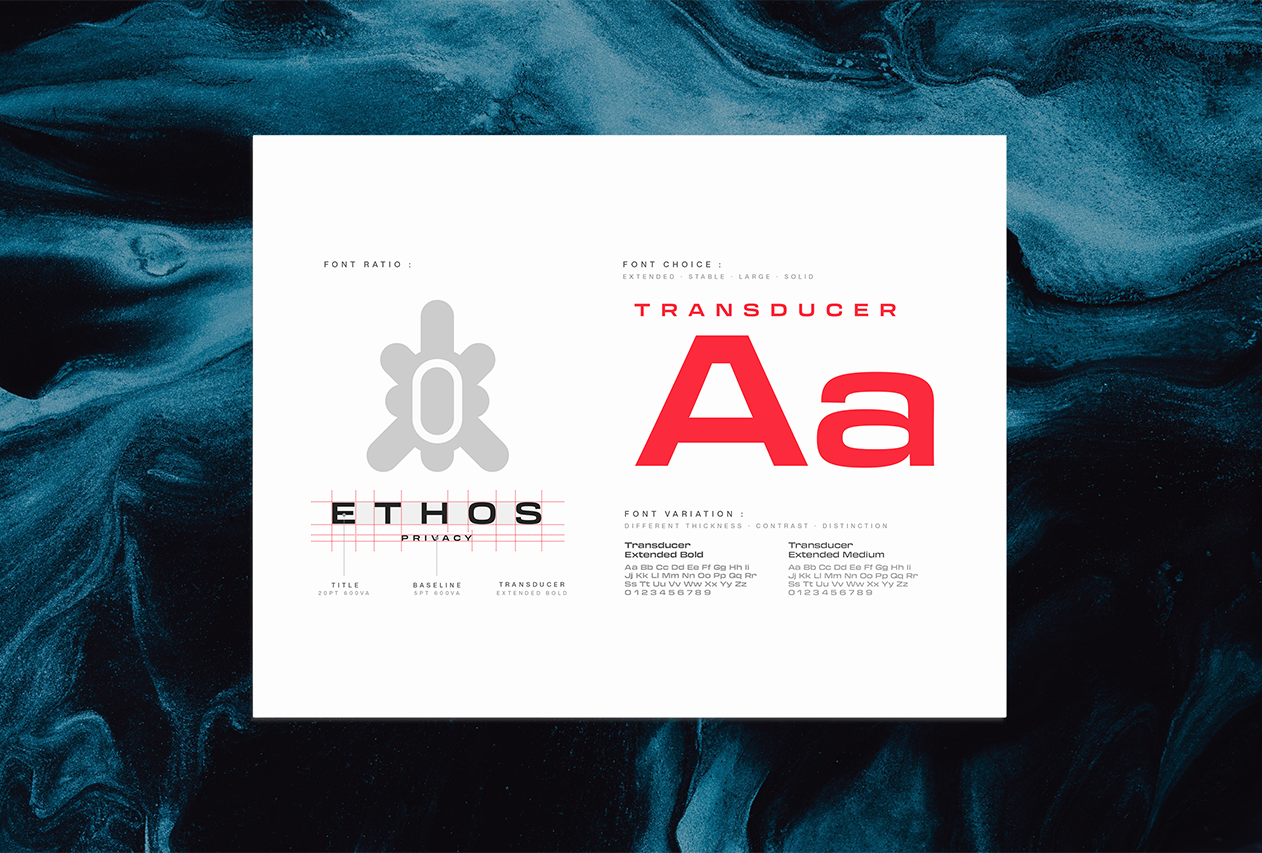 FONT RATIO :
ETHOS
PRIVACY
TITLE
20PT 600VA
BASELINE
5PT 600VA
TRANSDUCER
EXTENDED BOLD
FONT CHOICE :
EXTENDED · STABLE · LARGE · SOLID
TRANSDUCER
Aa
FONT VARIATION :
DIFFERENT THICKNESS · CONTRAST · DISTINCTION
Transducer
Extended Bold
Aa Bb Cc Dd Ee Ff Gg Hh Ii
Jj Kk Ll Mm Nn Oo Pp Qq Rr
Ss Tt Uu Vv Ww Xx Yy Zz
0123456789
Transducer
Extended Medium
Aa Bb Cc Dd Ee Ff Gg Hh Ii
Jj Kk Ll Mm Nn Oo Pp Qq Rr
Ss Tt Uu Vv Ww Xx Yy Zz
0123456789